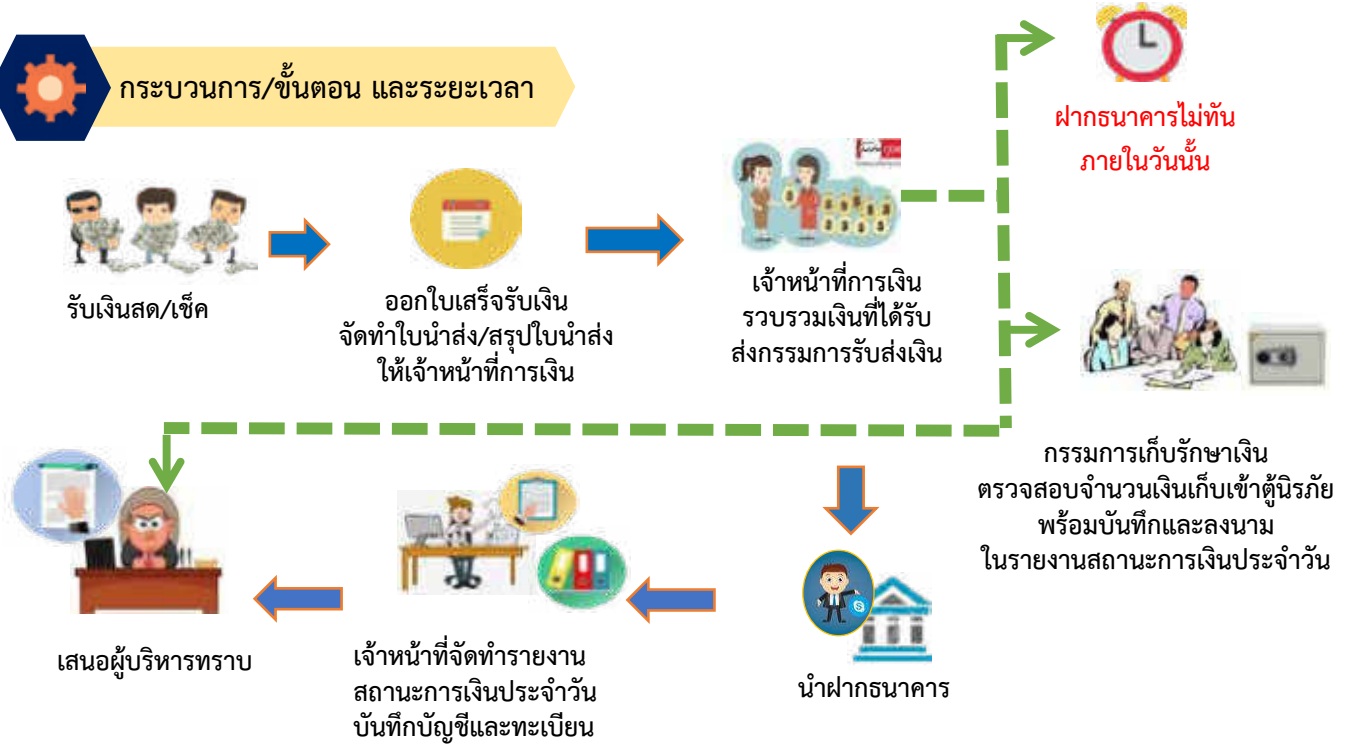 กระบวนการ/ขั้นตอน และระยะเวลา
ฝากธนาคารไม่ทัน
ภายในวันนั้น
รับเงินสด/เช็ค
ออกใบเสร็จรับเงิน
จัดทำใบนำส่ง/สรุปใบนำส่ง
ให้เจ้าหน้าที่การเงิน
เจ้าหน้าที่การเงิน
รวบรวมเงินที่ได้รับ
ส่งกรรมการรับส่งเงิน
กรรมการเก็บรักษาเงิน
ตรวจสอบจำนวนเงินเก็บเข้าตู้นิรภัย
พร้อมบันทึกและลงนาม
ในรายงานสถานะการเงินประจำวัน
นำฝากธนาคาร
เจ้าหน้าที่จัดทำรายงาน
สถานะการเงินประจำวัน
บันทึกบัญชีและทะเบียน
เสนอผู้บริหารทราบ